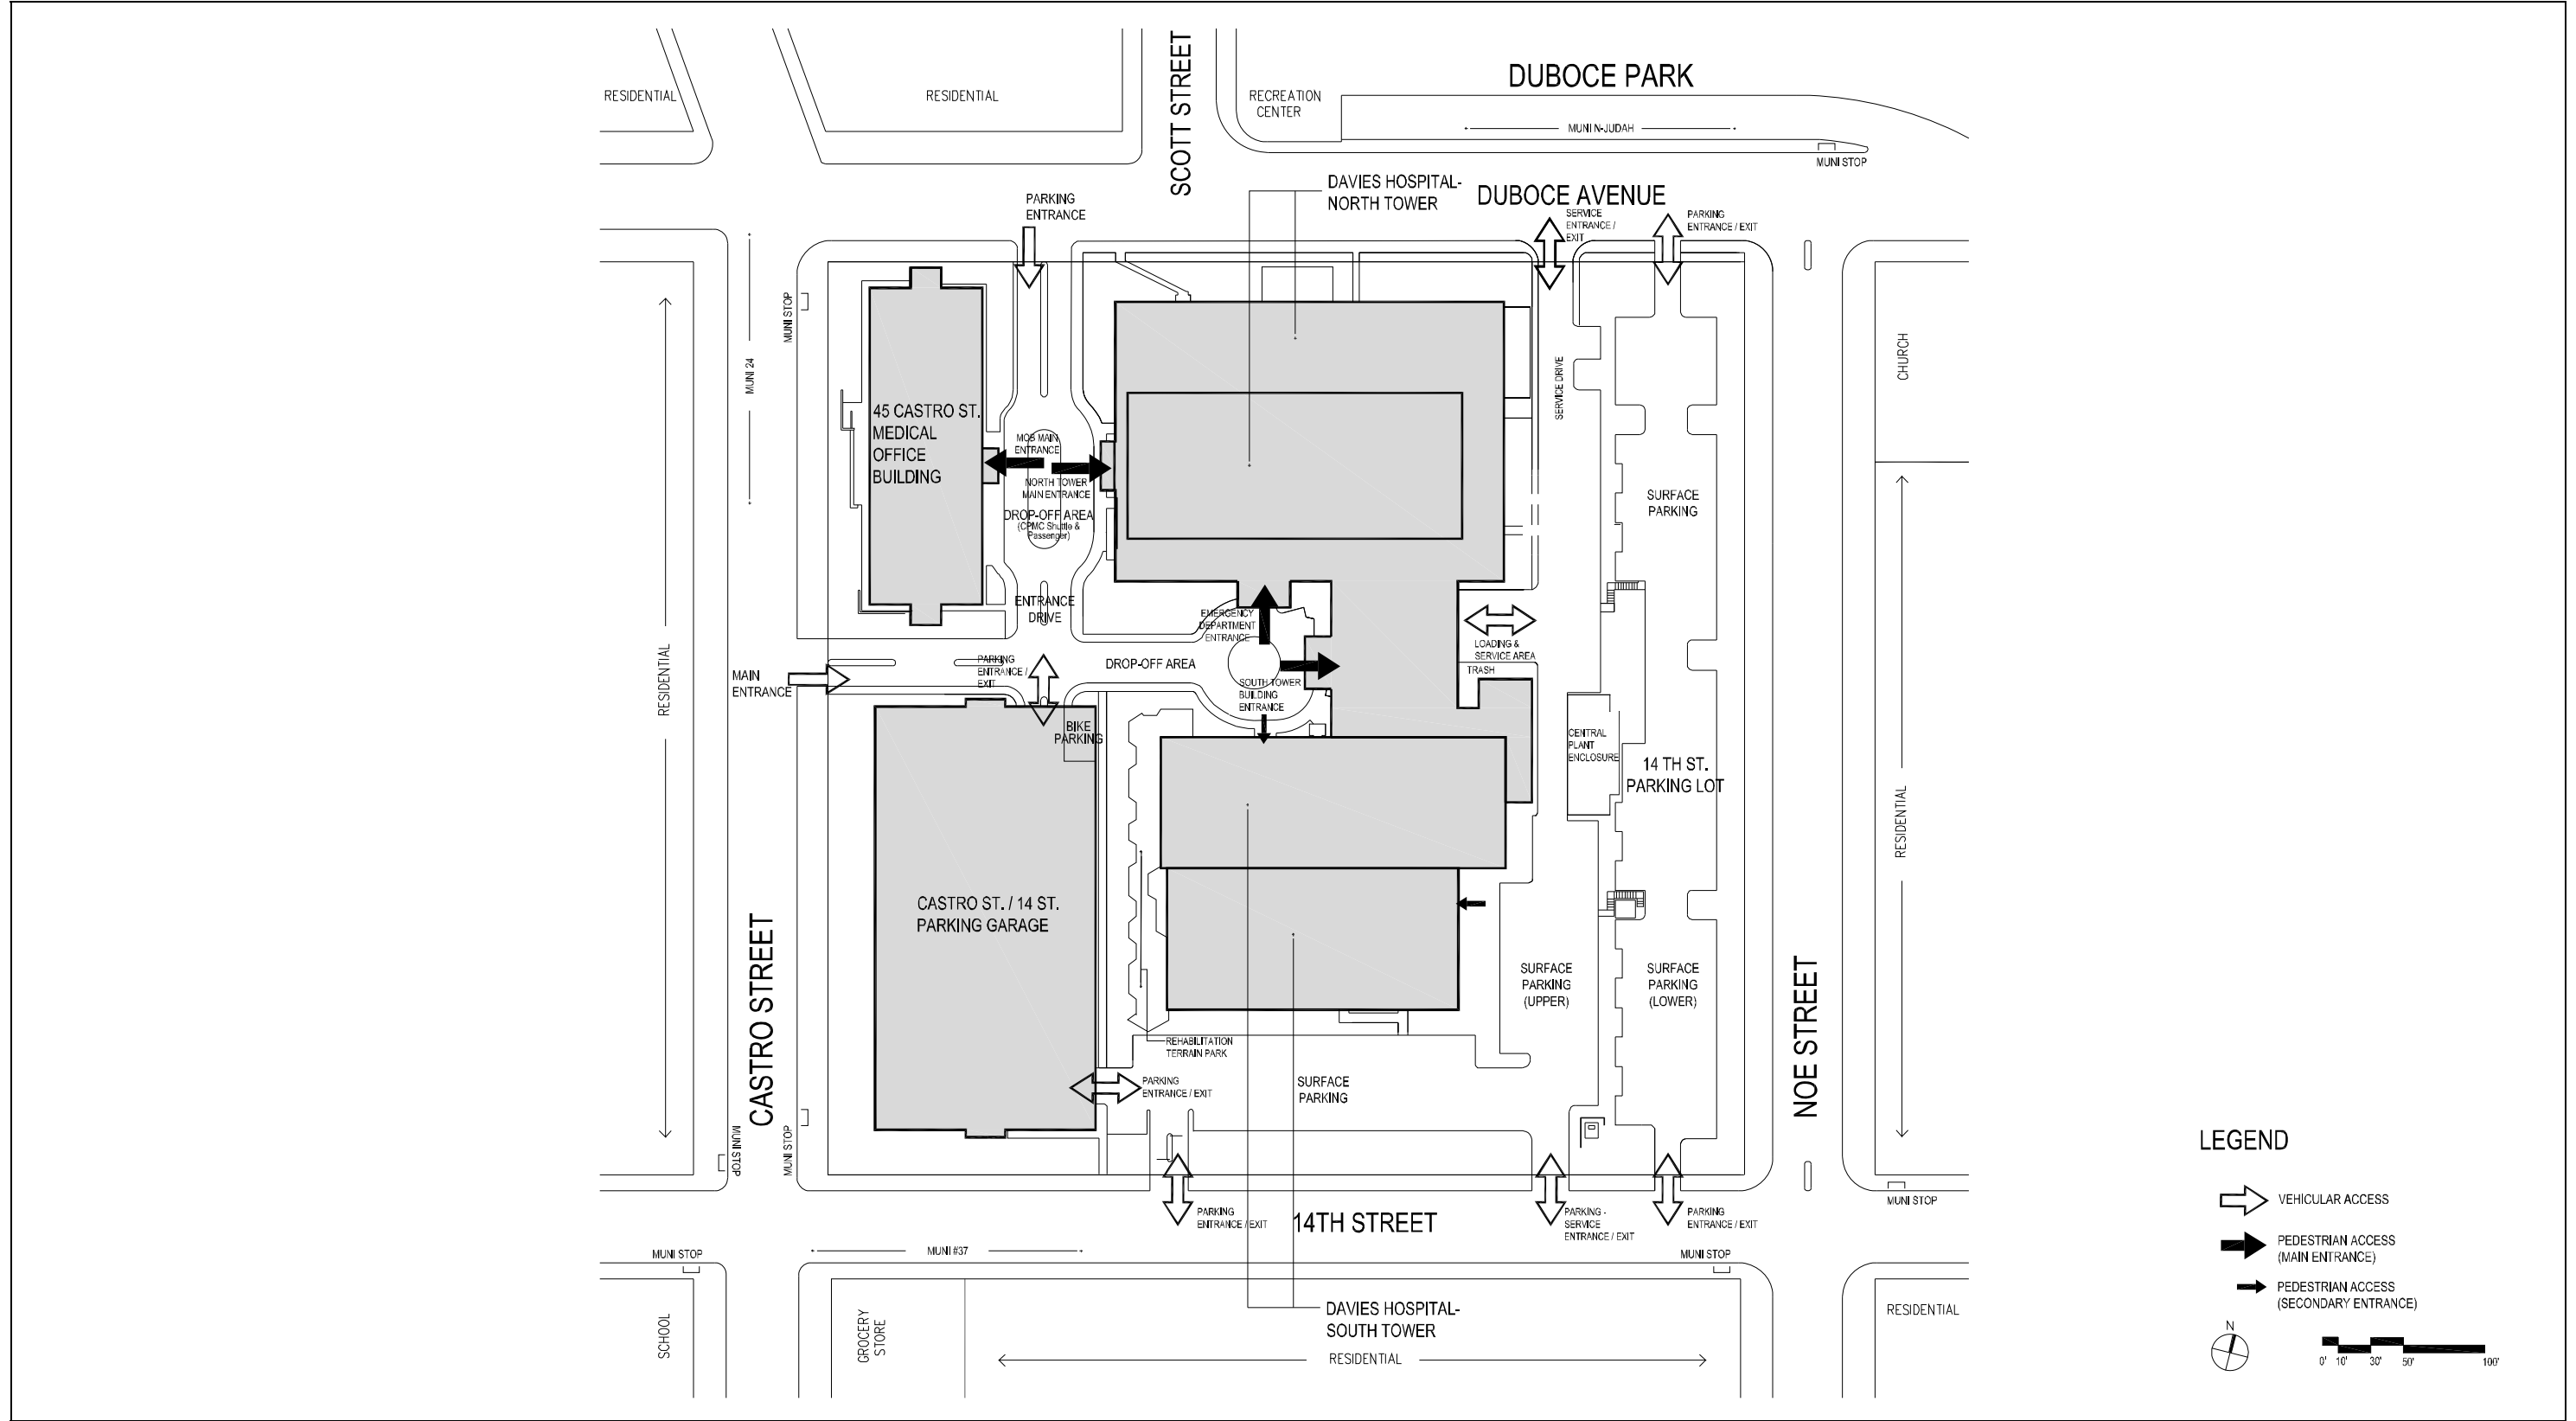 DUBOCE PARK
RESIDENTIAL
RESIDENTIAL
SCOTT STREET
RECREATION
CENTER
MUNI N-JUDAH
MUNI STOP
DAVIES HOSPITAL-
NORTH TOWER
DUBOCE AVENUE
PARKING
ENTRANCE
SERVICE
ENTRANCE /
EXIT
PARKING
ENTRANCE / EXIT
MUNI STOP
MUNI 24
SERVICE DRIVE
CHURCH
45 CASTRO ST.
MEDICAL
OFFICE
BUILDING
MOB MAIN
ENTRANCE
NORTH TOWER
MAIN ENTRANCE
DROP-OFF AREA
(CPMC Shuttle &
Passenger)
SURFACE
PARKING
ENTRANCE
DRIVE
EMERGENCY
DEPARTMENT
ENTRANCE
LOADING &
SERVICE AREA
TRASH
RESIDENTIAL
MAIN
ENTRANCE
PARKING
ENTRANCE /
EXIT
DROP-OFF AREA
SOUTH TOWER
BUILDING
ENTRANCE
BIKE
PARKING
CENTRAL
PLANT
ENCLOSURE
14 TH ST.
PARKING LOT
RESIDENTIAL
CASTRO ST. / 14 ST.
PARKING GARAGE
CASTRO STREET
SURFACE
PARKING
(UPPER)
SURFACE
PARKING
(LOWER)
NOE STREET
REHABILITATION
TERRAIN PARK
PARKING
ENTRANCE / EXIT
SURFACE
PARKING
MUNI STOP
MUNI STOP
LEGEND
VEHICULAR ACCESS
PEDESTRIAN ACCESS
(MAIN ENTRANCE)
PEDESTRIAN ACCESS
(SECONDARY ENTRANCE)
N
0' 10' 30' 50' 100'
MUNI STOP
PARKING
ENTRANCE / EXIT
14TH STREET
PARKING -
SERVICE
ENTRANCE / EXIT
PARKING
ENTRANCE / EXIT
MUNI STOP
MUNI #37
MUNI STOP
SCHOOL
GROCERY
STORE
DAVIES HOSPITAL-
SOUTH TOWER
RESIDENTIAL
RESIDENTIAL